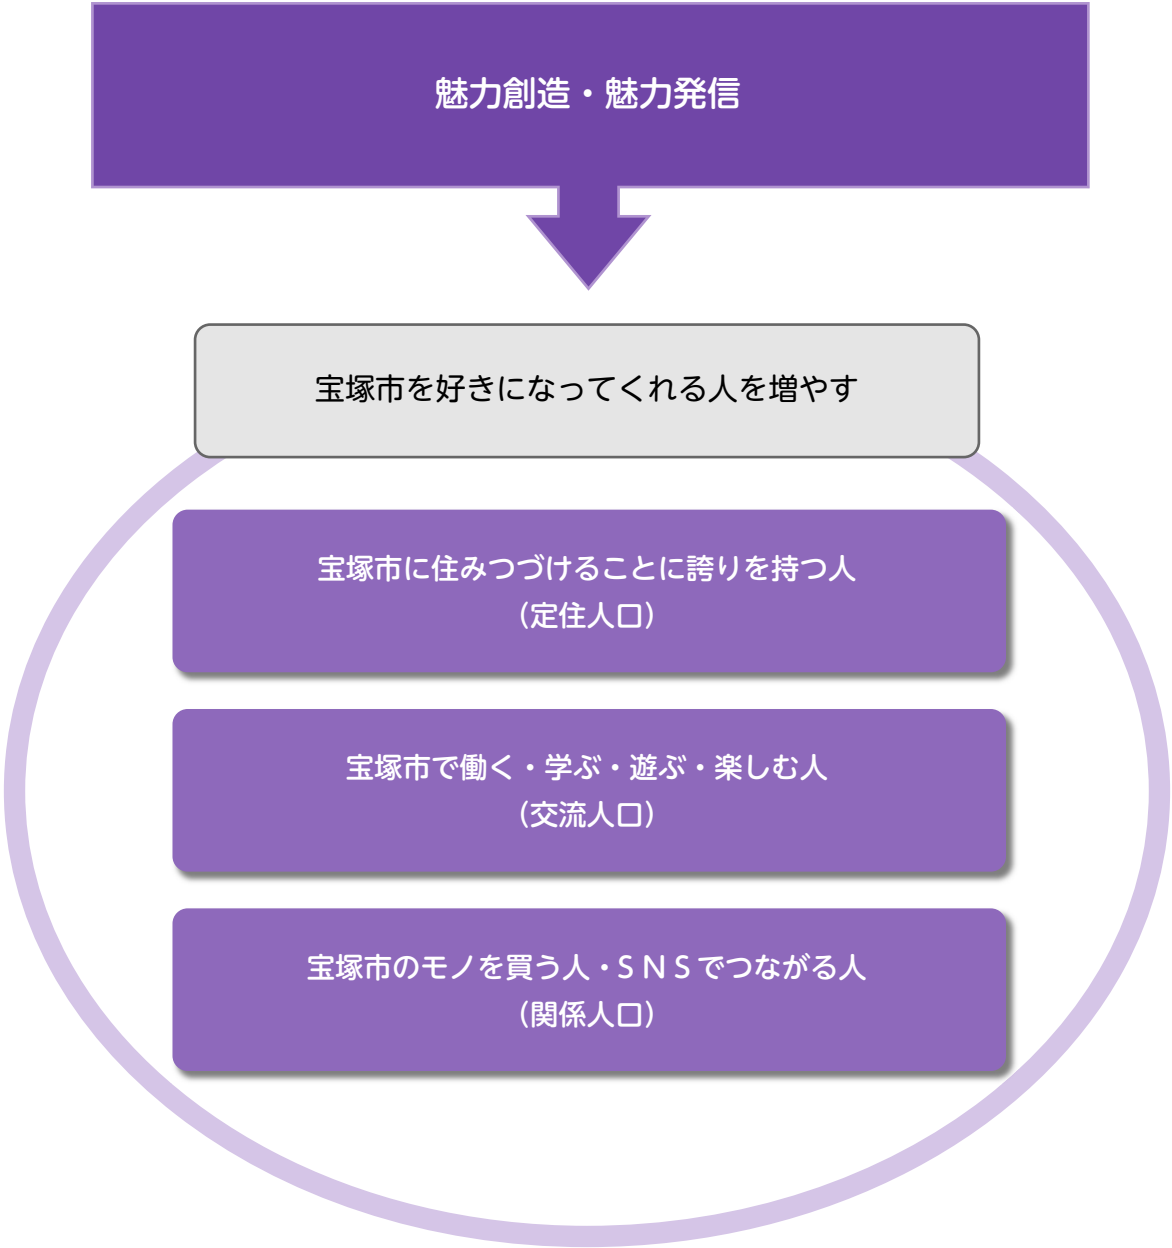 魅力創造・魅力発信
宝塚市を好きになってくれる人を増やす
宝塚市に住みつづけることに誇りを持つ人
（定住人口）
宝塚市で働く・学ぶ・遊ぶ・楽しむ人
（交流人口）
宝塚市のモノを買う人・ＳＮＳでつながる人
（関係人口）